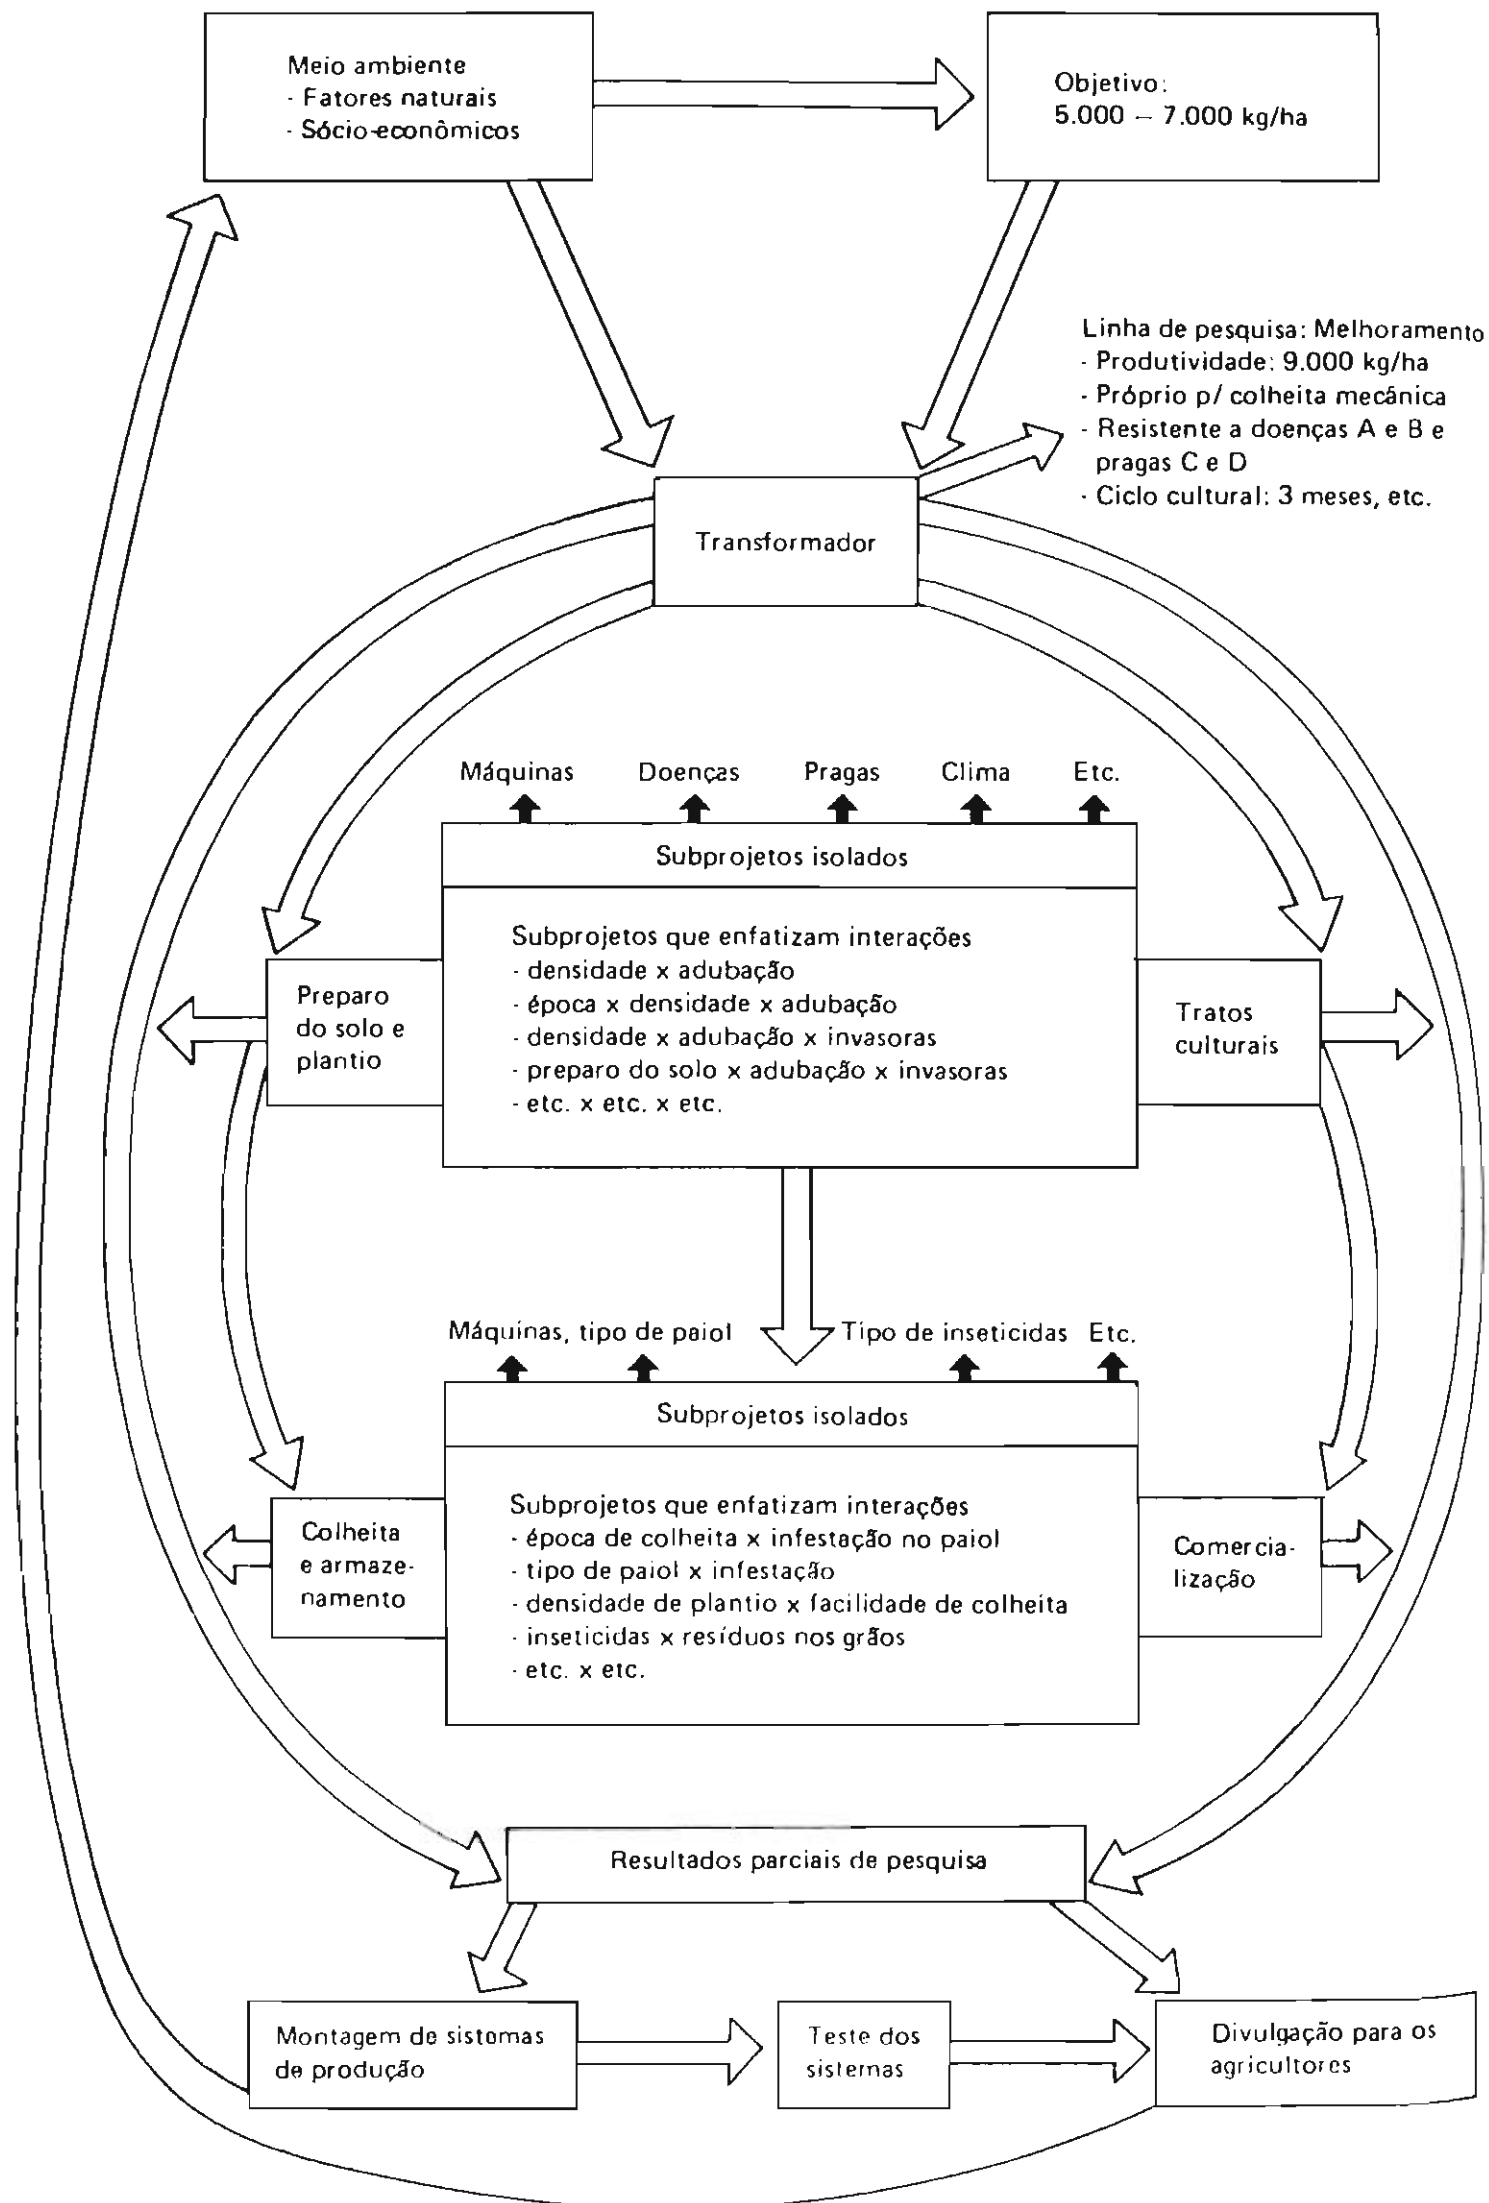 Meio ambiente
- Fatores naturais
- Sócio-econômicos
Objetivo:
5.000 – 7.000 kg/ha
Linha de pesquisa: Melhoramento
- Produtividade: 9.000 kg/ha
- Próprio p/ colheita mecânica
- Resistente a doenças A e B e
pragas C e D
- Ciclo cultural: 3 meses, etc.
Transformador
Máquinas Doenças Pragas Clima Etc.
Subprojetos isolados
Subprojetos que enfatizam interações
- densidade x adubação
- época x densidade x adubação
- densidade x adubação x invasoras
- preparo do solo x adubação x invasoras
- etc. x etc. x etc.
Preparo
do solo e
plantio
Tratos
culturais
Máquinas, tipo de paiol Tipo de inseticidas Etc.
Subprojetos isolados
Subprojetos que enfatizam interações
- época de colheita x infestação no paiol
- tipo de paiol x infestação
- densidade de plantio x facilidade de colheita
- inseticidas x resíduos nos grãos
- etc. x etc.
Colheita
e armaze-
namento
Comercia-
lização
Resultados parciais de pesquisa
Montagem de sistemas
de produção
Teste dos
sistemas
Divulgação para os
agricultores